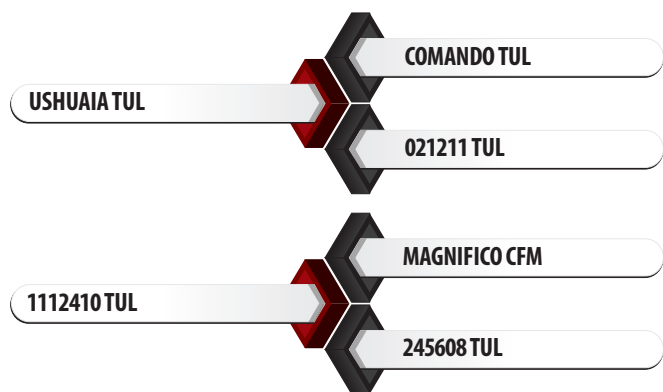 COMANDO TUL
USHUAIA TUL
021211 TUL
MAGNIFICO CFM
1112410 TUL
245608 TUL